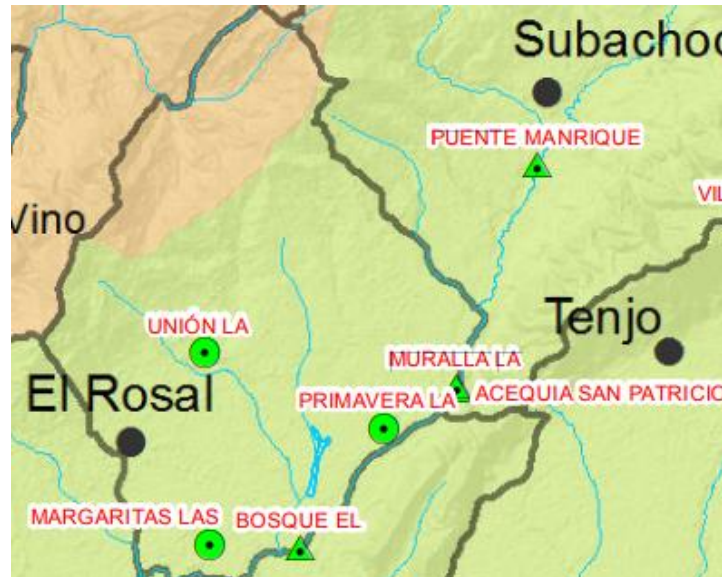 Subachoc
PUENTE MANRIQUE
VIL
Vino
UNIÓN LA
Tenjo
MURALLA LA
El Rosal
PRIMAVERA LA
ACEQUIA SAN PATRICIO
MARGARITAS LAS
BOSQUE EL